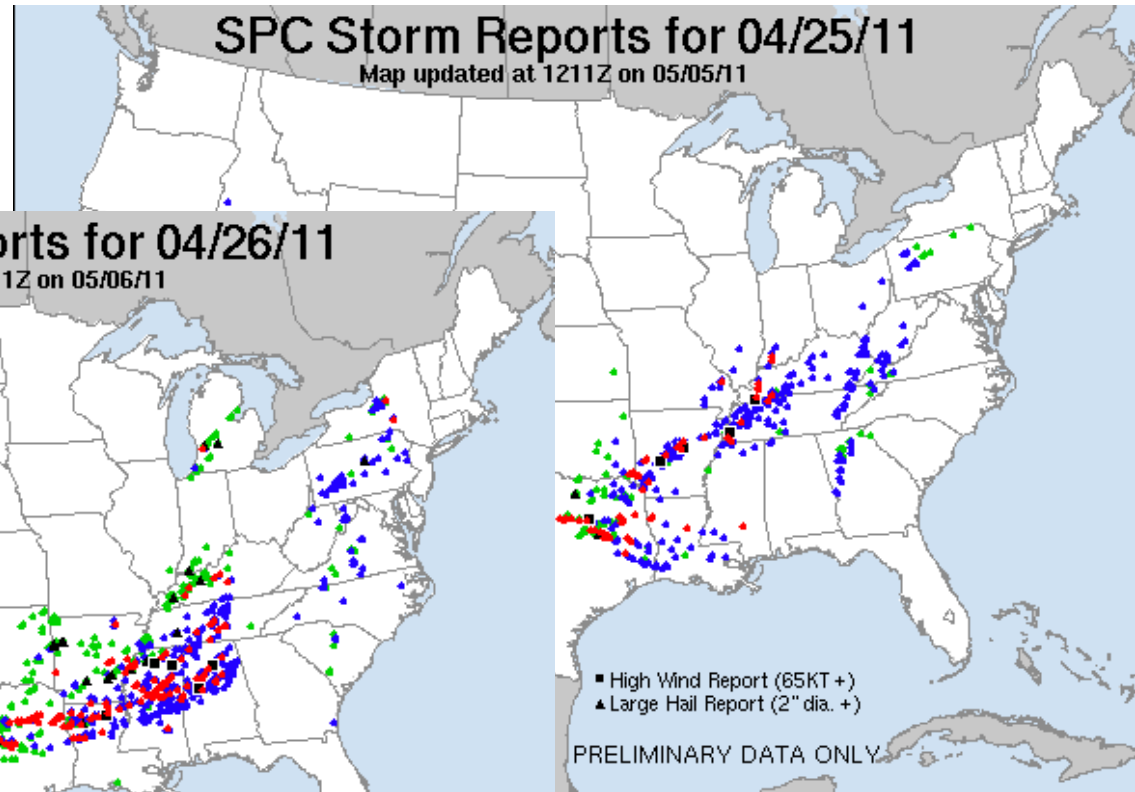 SPC Storm Reports for 04/25/11
Map updated at 1211Z on 05/05/11
orts for 04/26/11
1Z on 05/06/11
High Wind Report (65KT +)
Large Hail Report (2" dia. +)
PRELIMINARY DATA ONLY